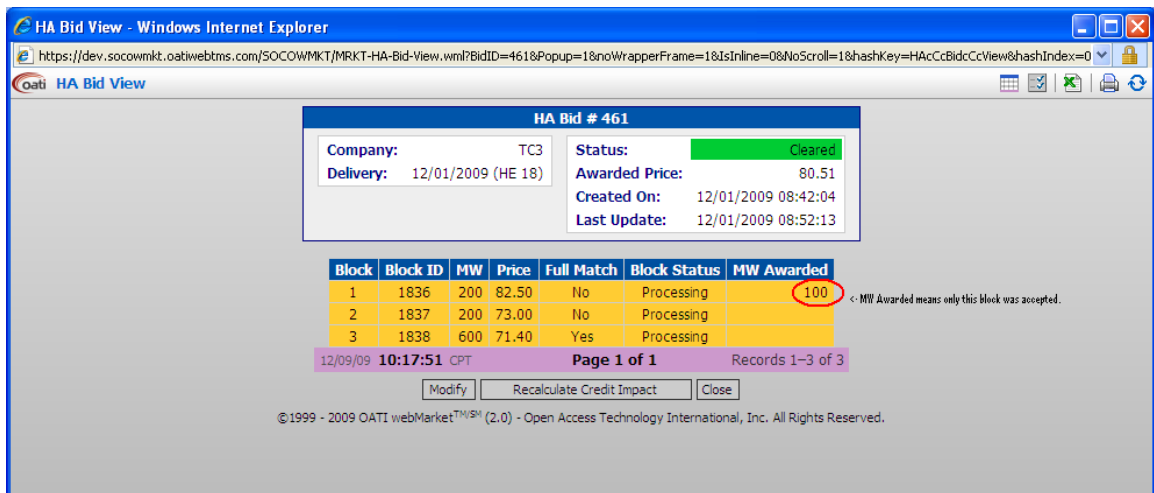 HA Bid View - Windows Internet Explorer
https://dev.socowmkt.oatiwebtms.com/SOCOWMKT/MRKT-HA-Bid-View.wml?BidID=461&Popup=1&noWrapperFrame=1&IsInline=0&NoScroll=1&hashKey=HAcCcBidcCcView&hashIndex=0
oati HA Bid View
HA Bid # 461
Company: TC3 Status: Cleared
Delivery: 12/01/2009 (HE 18) Awarded Price: 80.51
Created On: 12/01/2009 08:42:04
Last Update: 12/01/2009 08:52:13
Block Block ID MW Price Full Match Block Status MW Awarded
1 1836 200 82.50 No Processing 100 <- MW Awarded means only this block was accepted.
2 1837 200 73.00 No Processing
3 1838 600 71.40 Yes Processing
12/09/09 10:17:51 CPT Page 1 of 1 Records 1–3 of 3
Modify Recalculate Credit Impact Close
©1999 - 2009 OATI webMarket™/SM (2.0) - Open Access Technology International, Inc. All Rights Reserved.